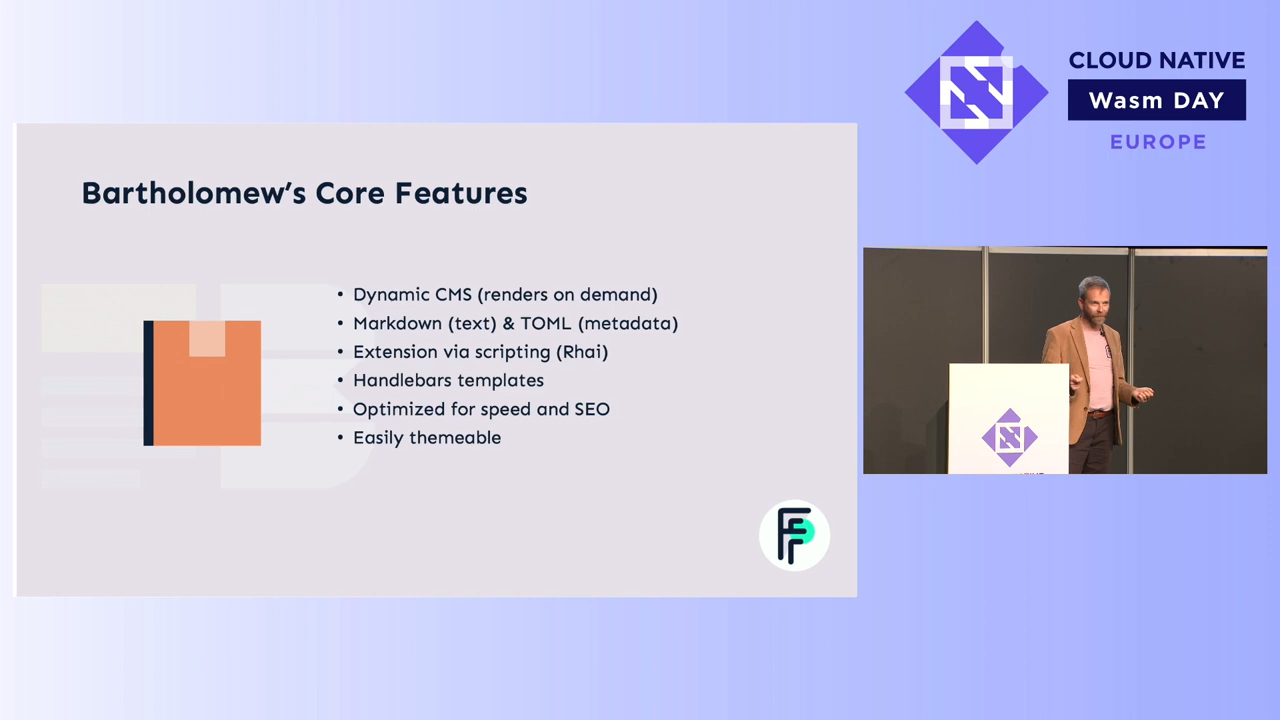 CLOUD NATIVE
Wasm DAY
EUROPE
Bartholomew's Core Features
• Dynamic CMS (renders on demand)
• Markdown (text) & TOML (metadata)
• Extension via scripting (Rhai)
• Handlebars templates
• Optimized for speed and SEO
• Easily themeable